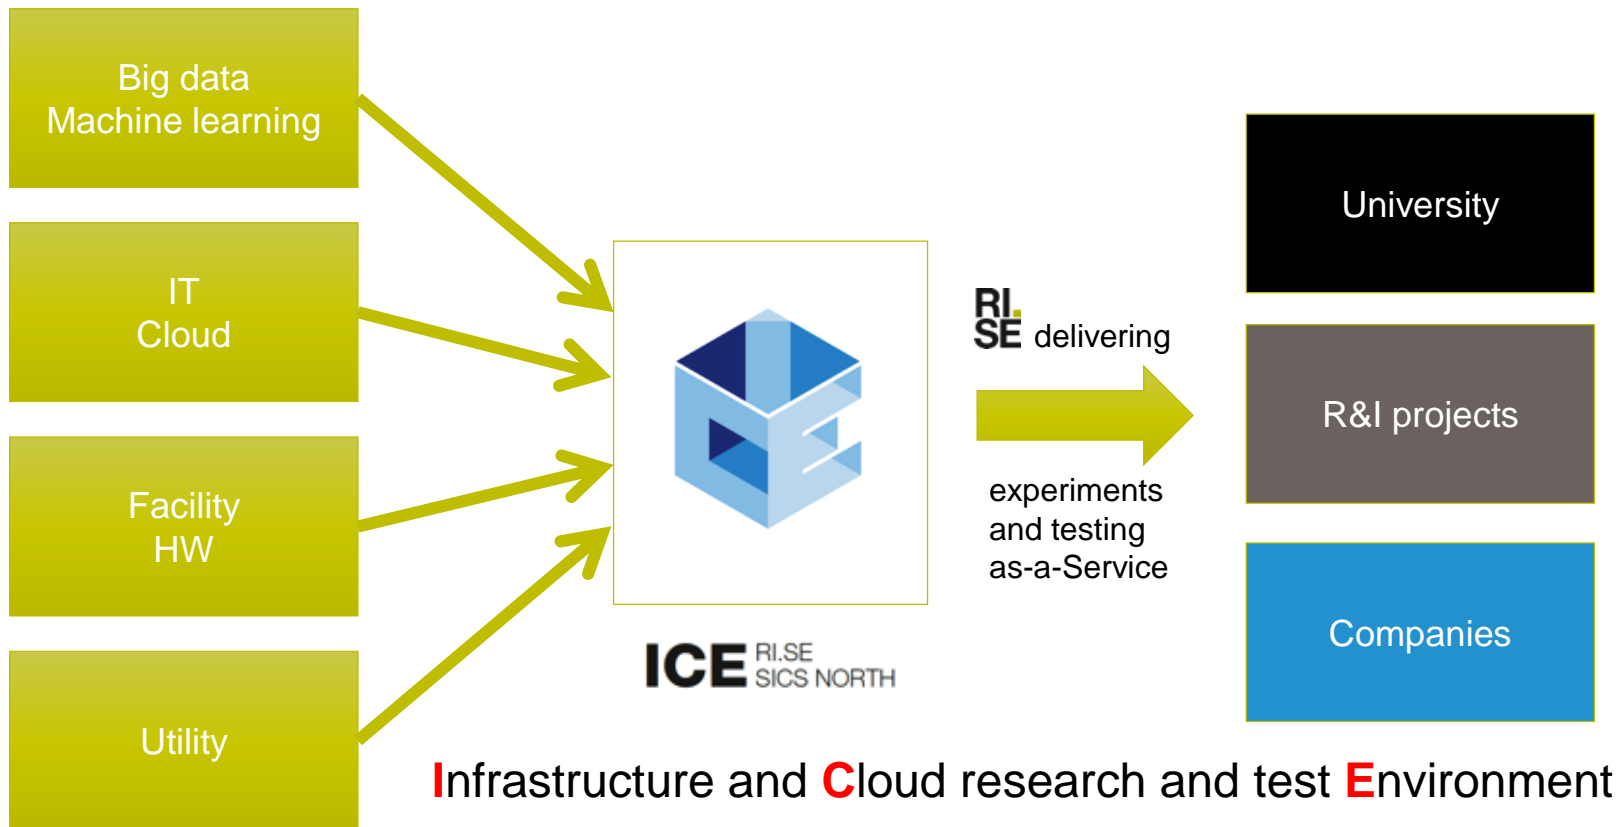 Big data
Machine learning
IT
Cloud
Facility
HW
Utility
ICE RI.SE
SICS NORTH
RI.
SE delivering
experiments
and testing
as-a-Service
University
R&I projects
Companies
Infrastructure and Cloud research and test Environment